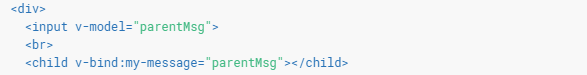 <div>
<input v-model="parentMsg">
<br>
<child v-bind:my-message="parentMsg"></child>